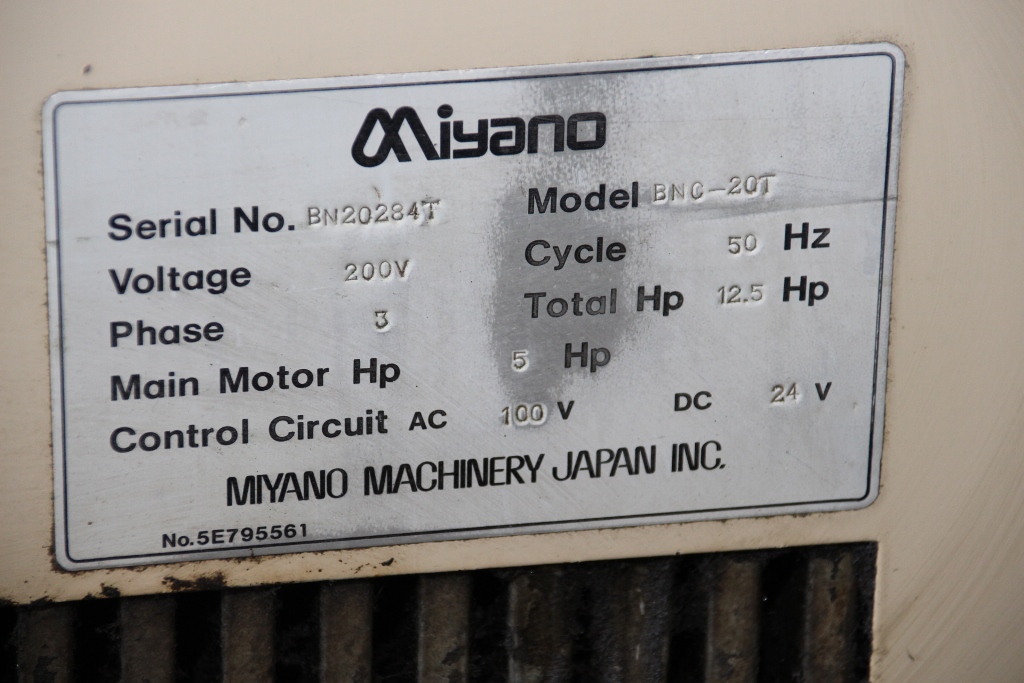 Miyano
Serial No. BN20284T Model BNC-20T
Voltage 200V Cycle 50 Hz
Phase 3 Total Hp 12.5 Hp
Main Motor Hp 5 Hp
Control Circuit AC 100 V DC 24 V
MIYANO MACHINERY JAPAN INC.
No.5E795561